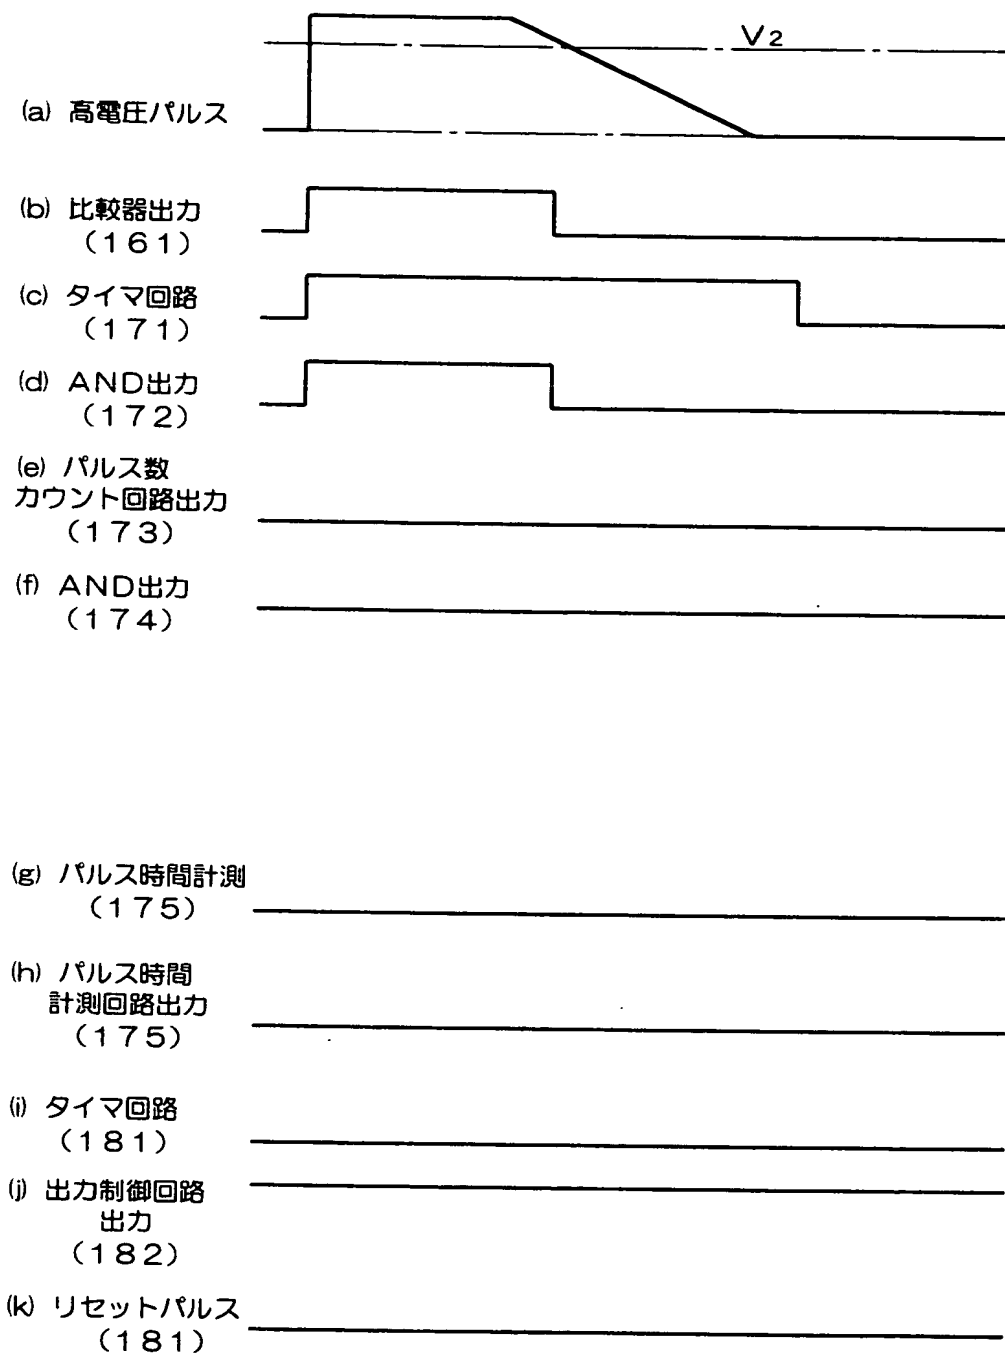 V2
(a) 高電圧パルス
(b) 比較器出力
(161)
(c) タイマ回路
(171)
(d) AND出力
(172)
(e) パルス数
カウント回路出力
(173)
(f) AND出力
(174)
(g) パルス時間計測
(175)
(h) パルス時間
計測回路出力
(175)
(i) タイマ回路
(181)
(j) 出力制御回路
出力
(182)
(k) リセットパルス
(181)